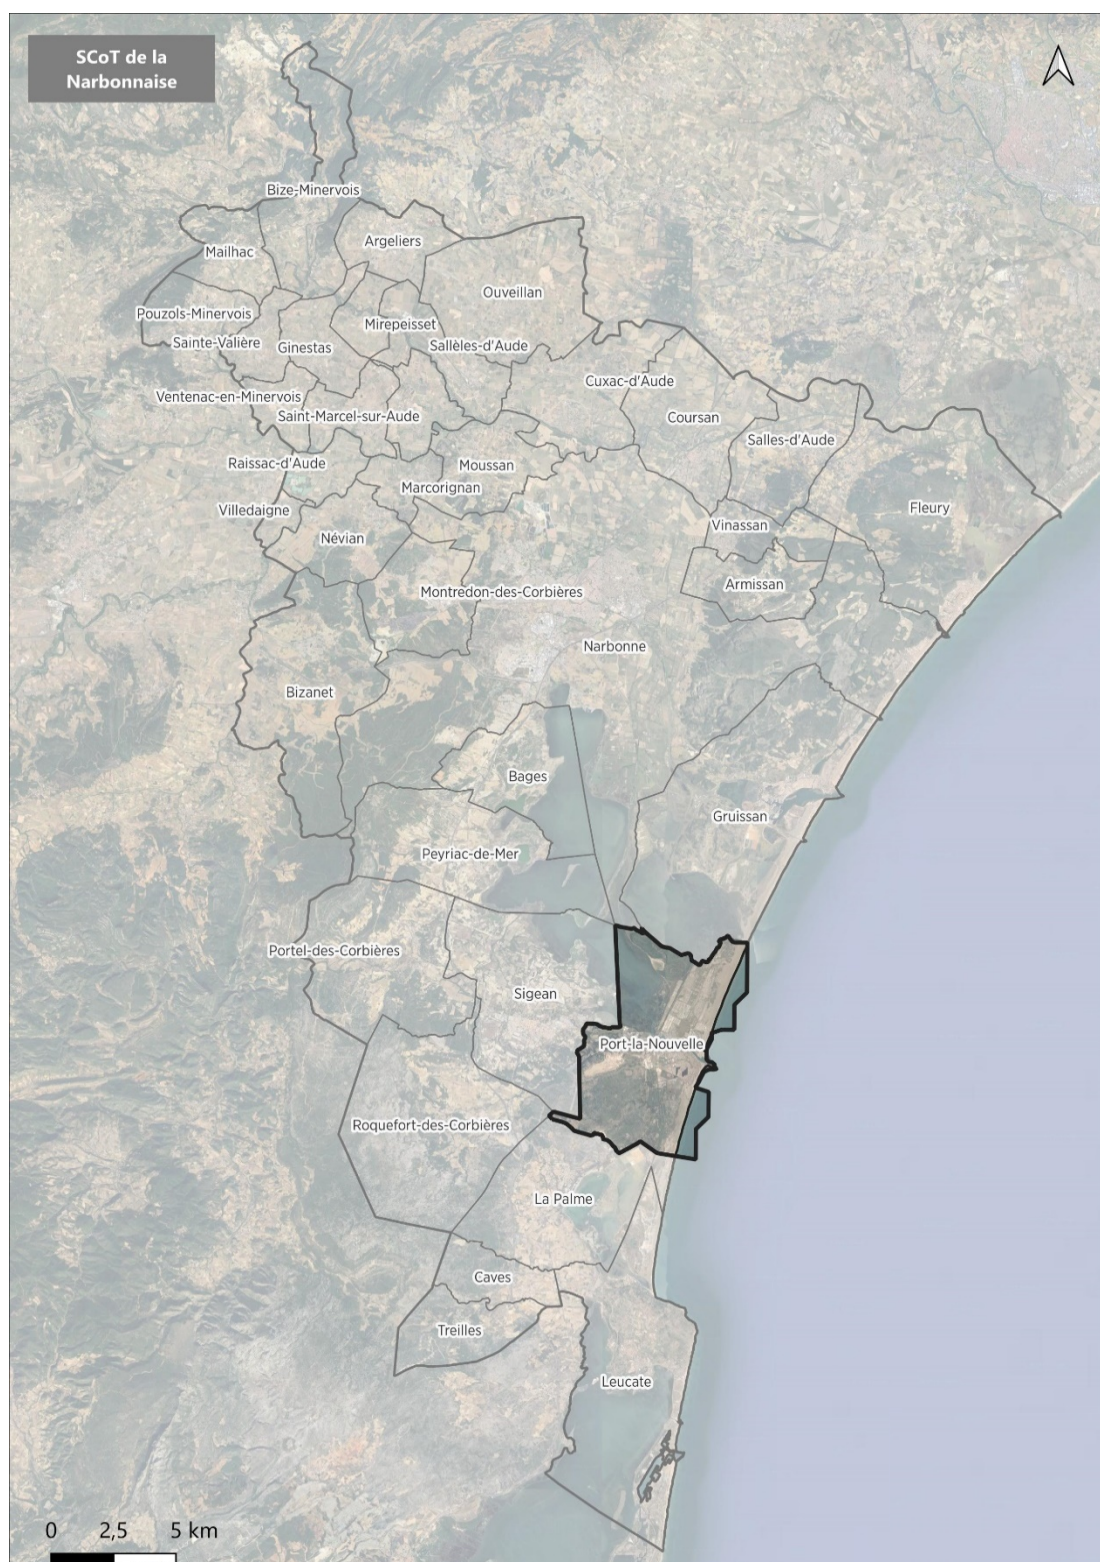 SCoT de la
Narbonnaise
Bize-Minervois
Argeliers
Mailhac
Ouveillan
Pouzols-Minervois
Mirepeisset
Sainte-Valière
Ginestas
Sallèles-d'Aude
Cuxac-d'Aude
Ventenac-en-Minervois
Saint-Marcel-sur-Aude
Coursan
Salles-d'Aude
Raissac-d'Aude
Moussan
Marcorignan
Villedaigne
Fleury
Vinassan
Névian
Armissan
Montredon-des-Corbières
Narbonne
Bizanet
Bages
Gruissan
Peyriac-de-Mer
Portel-des-Corbières
Sigean
Port-la-Nouvelle
Roquefort-des-Corbières
La Palme
Caves
Treilles
Leucate
0 2,5 5 km